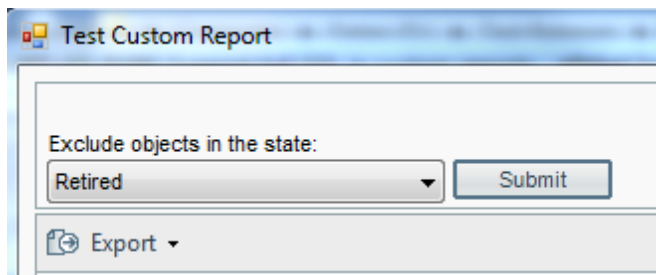 Test Custom Report
Exclude objects in the state:
Retired
Submit
Export